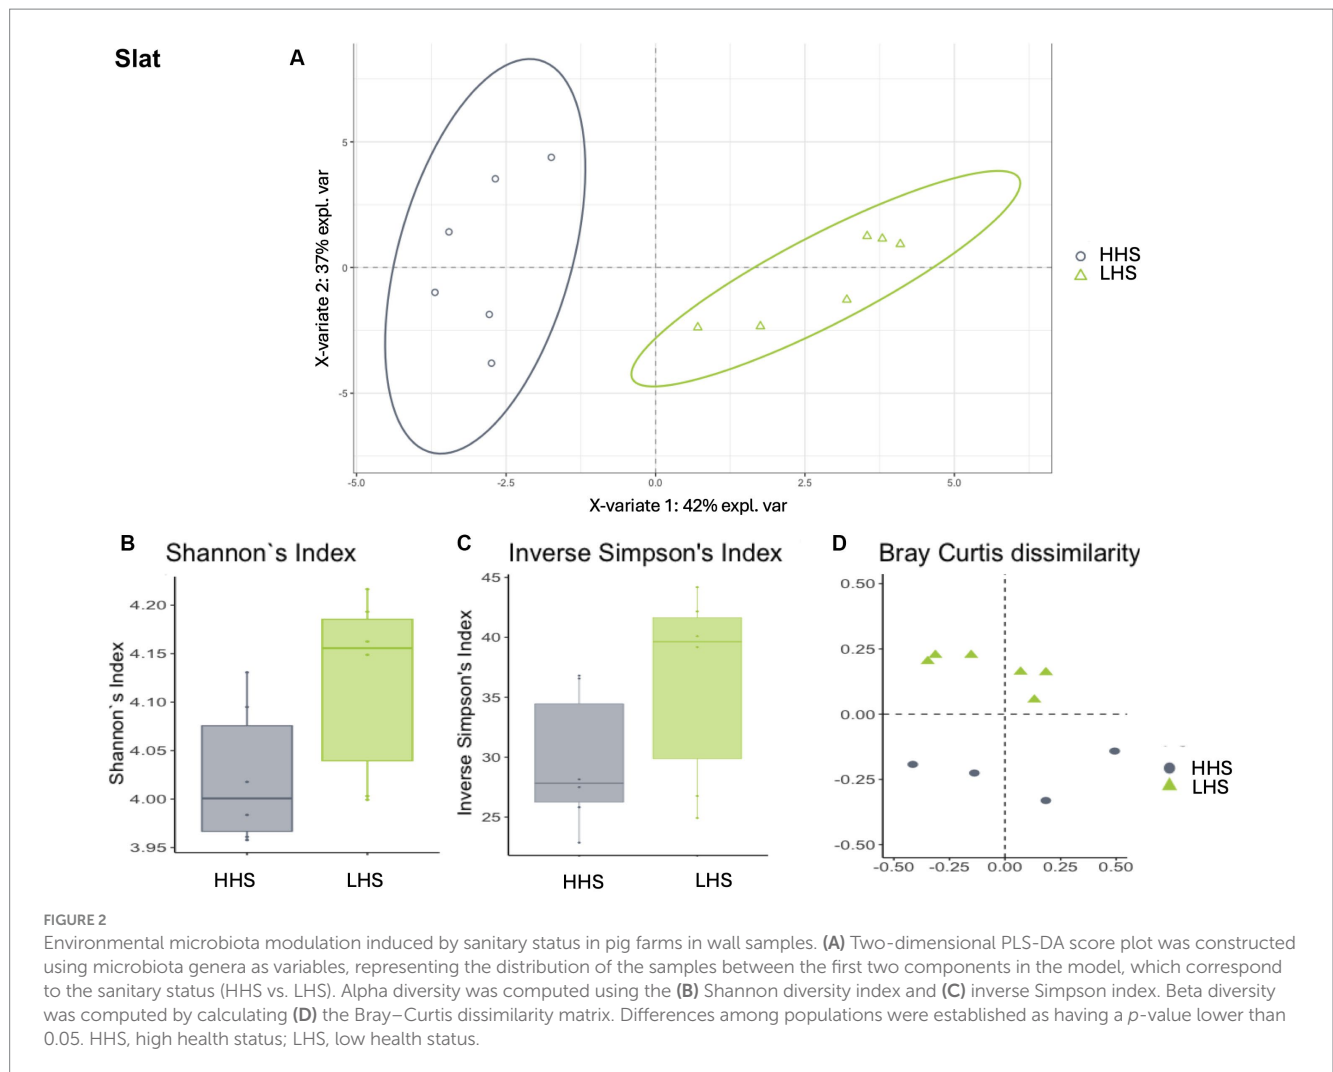 Slat
A
X-variate 2: 37% expl. var
5
0
-5
-5.0 -2.5 0.0 2.5 5.0
X-variate 1: 42% expl. var
HHS
LHS
B Shannon`s Index
Shannon`s Index
4.20
4.15
4.10
4.05
4.00
3.95
HHS LHS
C Inverse Simpson's Index
Inverse Simpson's Index
45
40
35
30
25
HHS LHS
D Bray Curtis dissimilarity
0.50
0.25
0.00
-0.25
-0.50
-0.50 -0.25 0.00 0.25 0.50
HHS
LHS
FIGURE 2
Environmental microbiota modulation induced by sanitary status in pig farms in wall samples. (A) Two-dimensional PLS-DA score plot was constructed
using microbiota genera as variables, representing the distribution of the samples between the first two components in the model, which correspond
to the sanitary status (HHS vs. LHS). Alpha diversity was computed using the (B) Shannon diversity index and (C) inverse Simpson index. Beta diversity
was computed by calculating (D) the Bray–Curtis dissimilarity matrix. Differences among populations were established as having a p-value lower than
0.05. HHS, high health status; LHS, low health status.